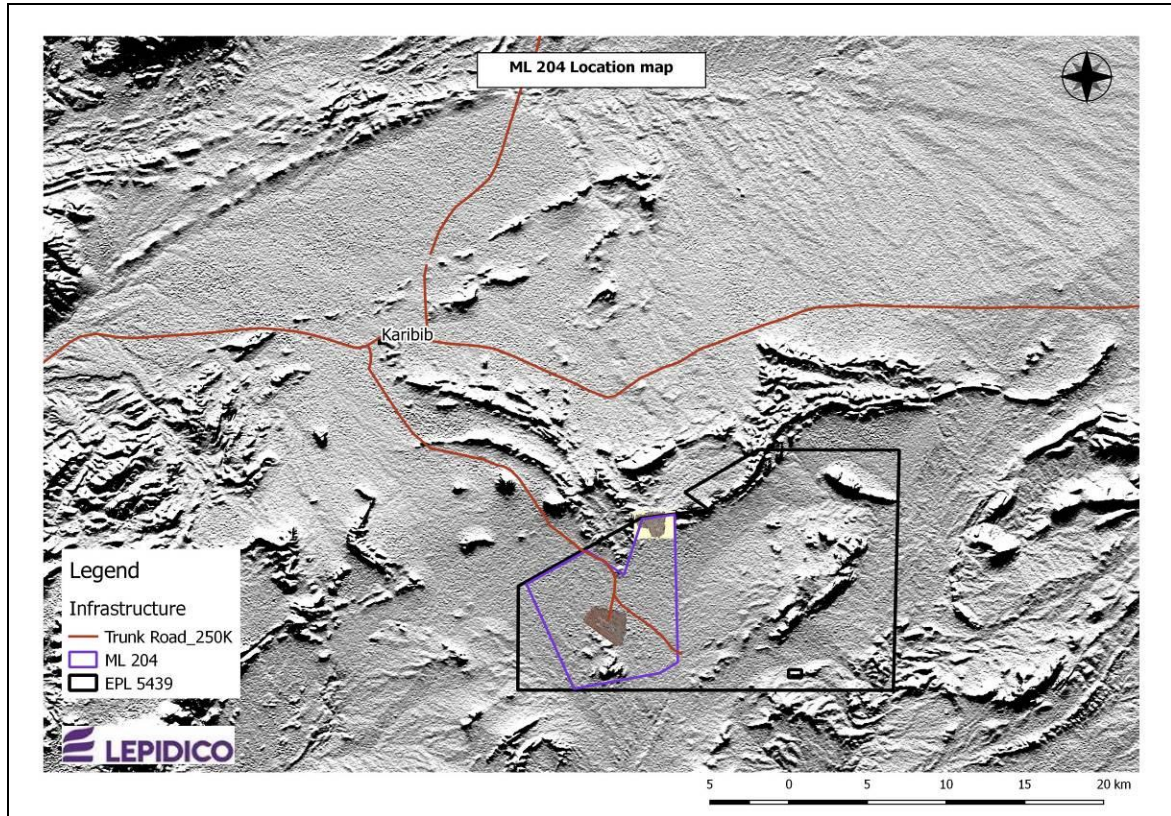 ML 204 Location map
Karibib
Legend
Infrastructure
Trunk Road_250K
ML 204
EPL 5439
LEPIDICO
5 0 5 10 15 20 km